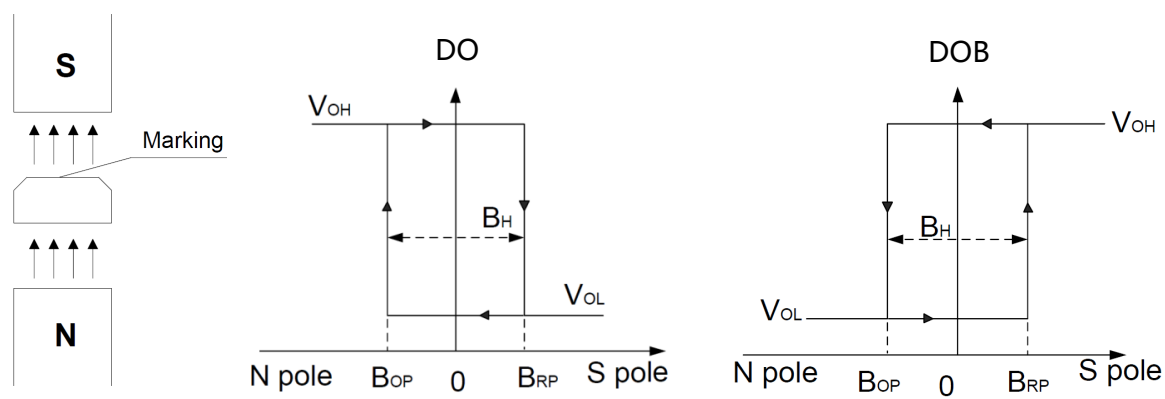 S
Marking
N
DO
VOH
BH
VOL
N pole BOP 0 BRP S pole
DOB
VOH
BH
VOL
N pole BOP 0 BRP S pole